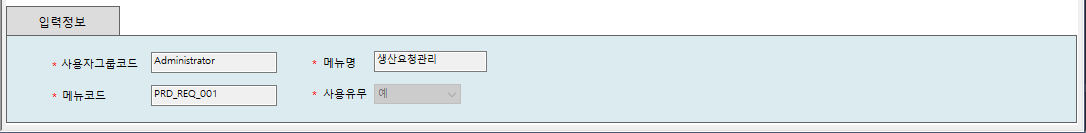 입력정보
* 사용자그룹코드 Administrator * 메뉴명 생산요청관리
* 메뉴코드 PRD_REQ_001 * 사용유무 예